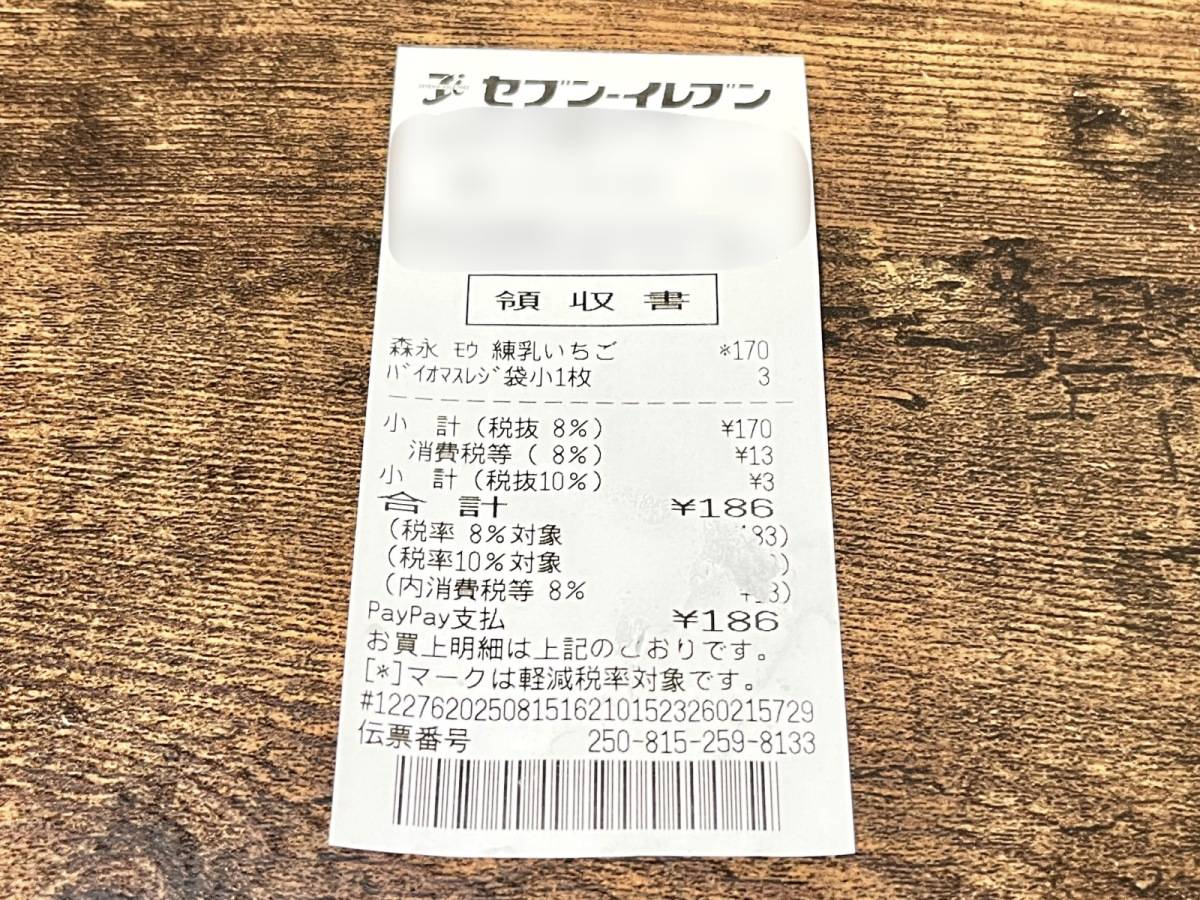 セブン-イレブン
領収書
森永 モウ 練乳いちご *170
バイオマスレジ袋小1枚 3
小 計(税抜 8%) ¥170
消費税等( 8%) ¥13
小 計(税抜10%) ¥3
合 計 ¥186
(税率 8%対象
(税率10%対象
(内消費税等 8%
PayPay支払 ¥186
お買上明細は上記のとおりです。
[*]マークは軽減税率対象です。
#1227620250815162101523260215729
伝票番号 250-815-259-8133